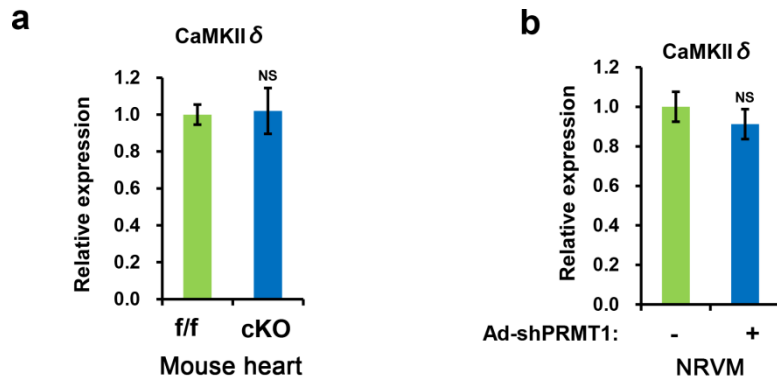 a
CaMKII δ
Relative expression
1.2
1.0
0.8
0.6
0.4
0.2
0.0
NS
f/f cKO
Mouse heart
b
CaMKII δ
Relative expression
1.2
1.0
0.8
0.6
0.4
0.2
0.0
NS
Ad-shPRMT1: - +
NRVM